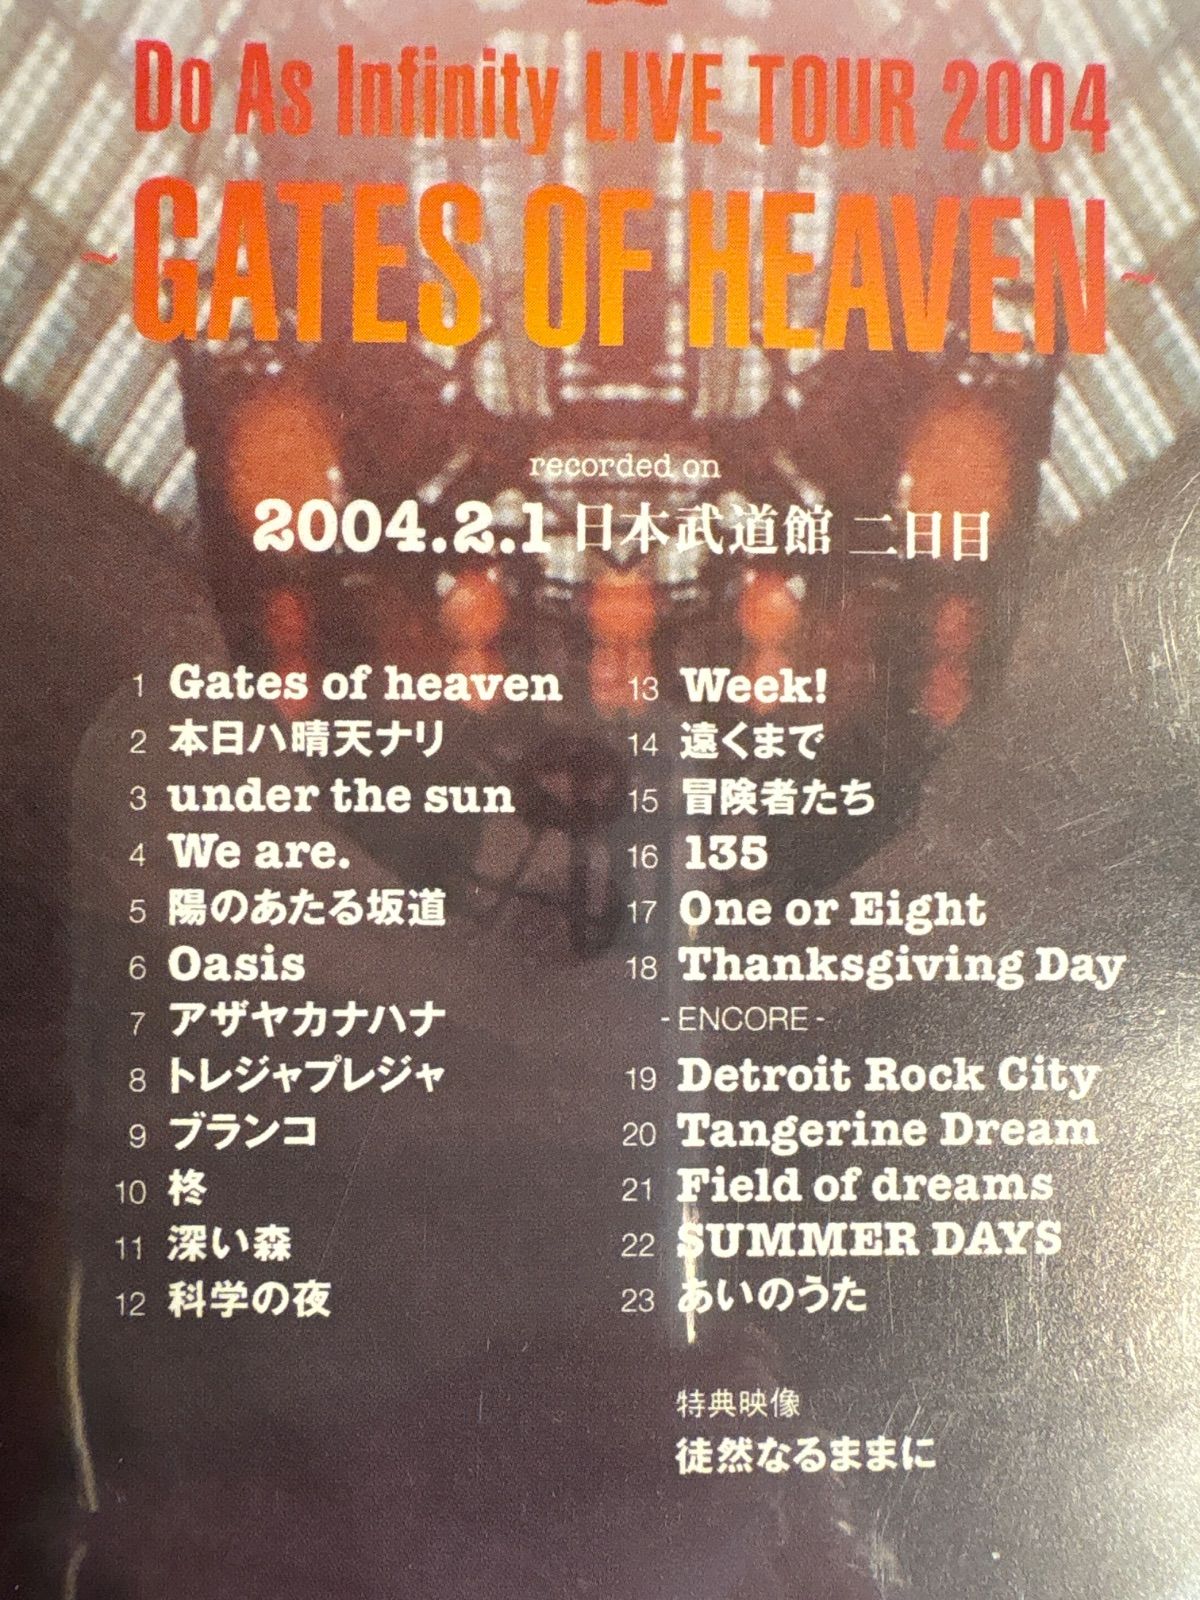 Do As Infinity LIVE TOUR 2004
~GATES OF HEAVEN~
recorded on
2004.2.1 日本武道館 二日目
1 Gates of heaven
2 本日ハ晴天ナリ
3 under the sun
4 We are.
5 陽のあたる坂道
6 Oasis
7 アザヤカナハナ
8 トレジャプレジャ
9 ブランコ
10 柊
11 深い森
12 科学の夜
13 Week!
14 遠くまで
15 冒険者たち
16 135
17 One or Eight
18 Thanksgiving Day
- ENCORE -
19 Detroit Rock City
20 Tangerine Dream
21 Field of dreams
22 SUMMER DAYS
23 あいのうた
特典映像
徒然なるままに